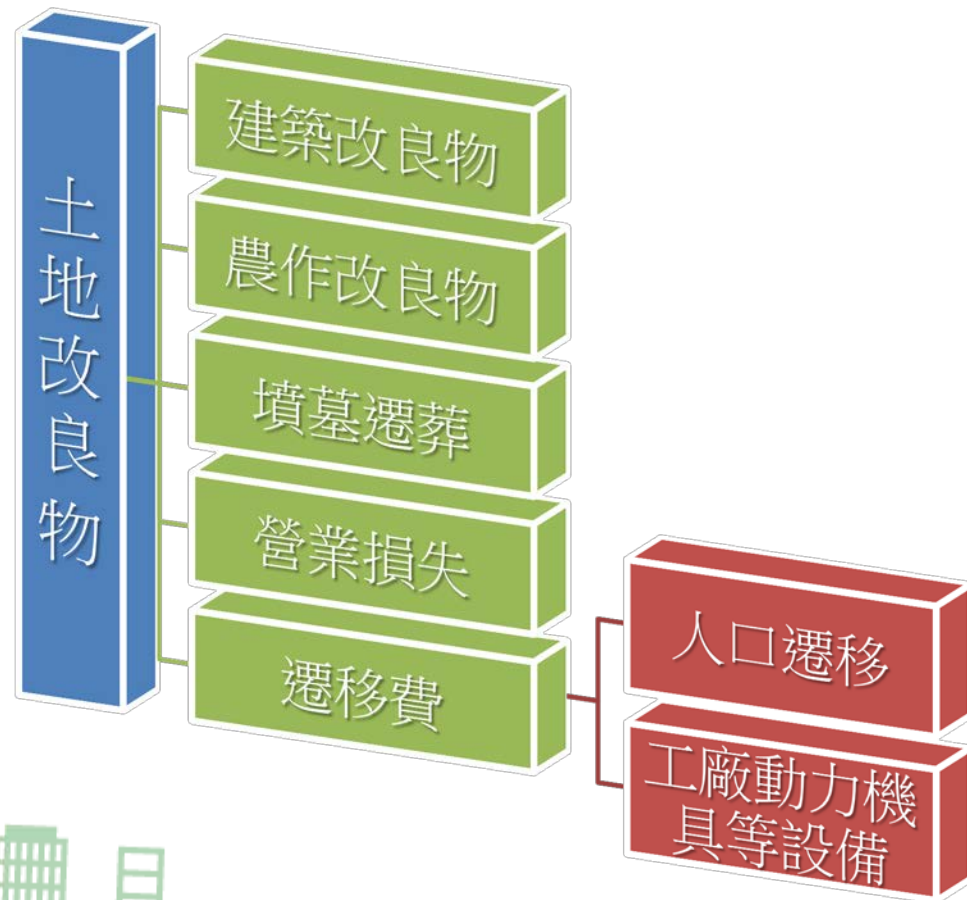 土地改良物
建築改良物
農作改良物
墳墓遷葬
營業損失
遷移費
人口遷移
工廠動力機
具等設備